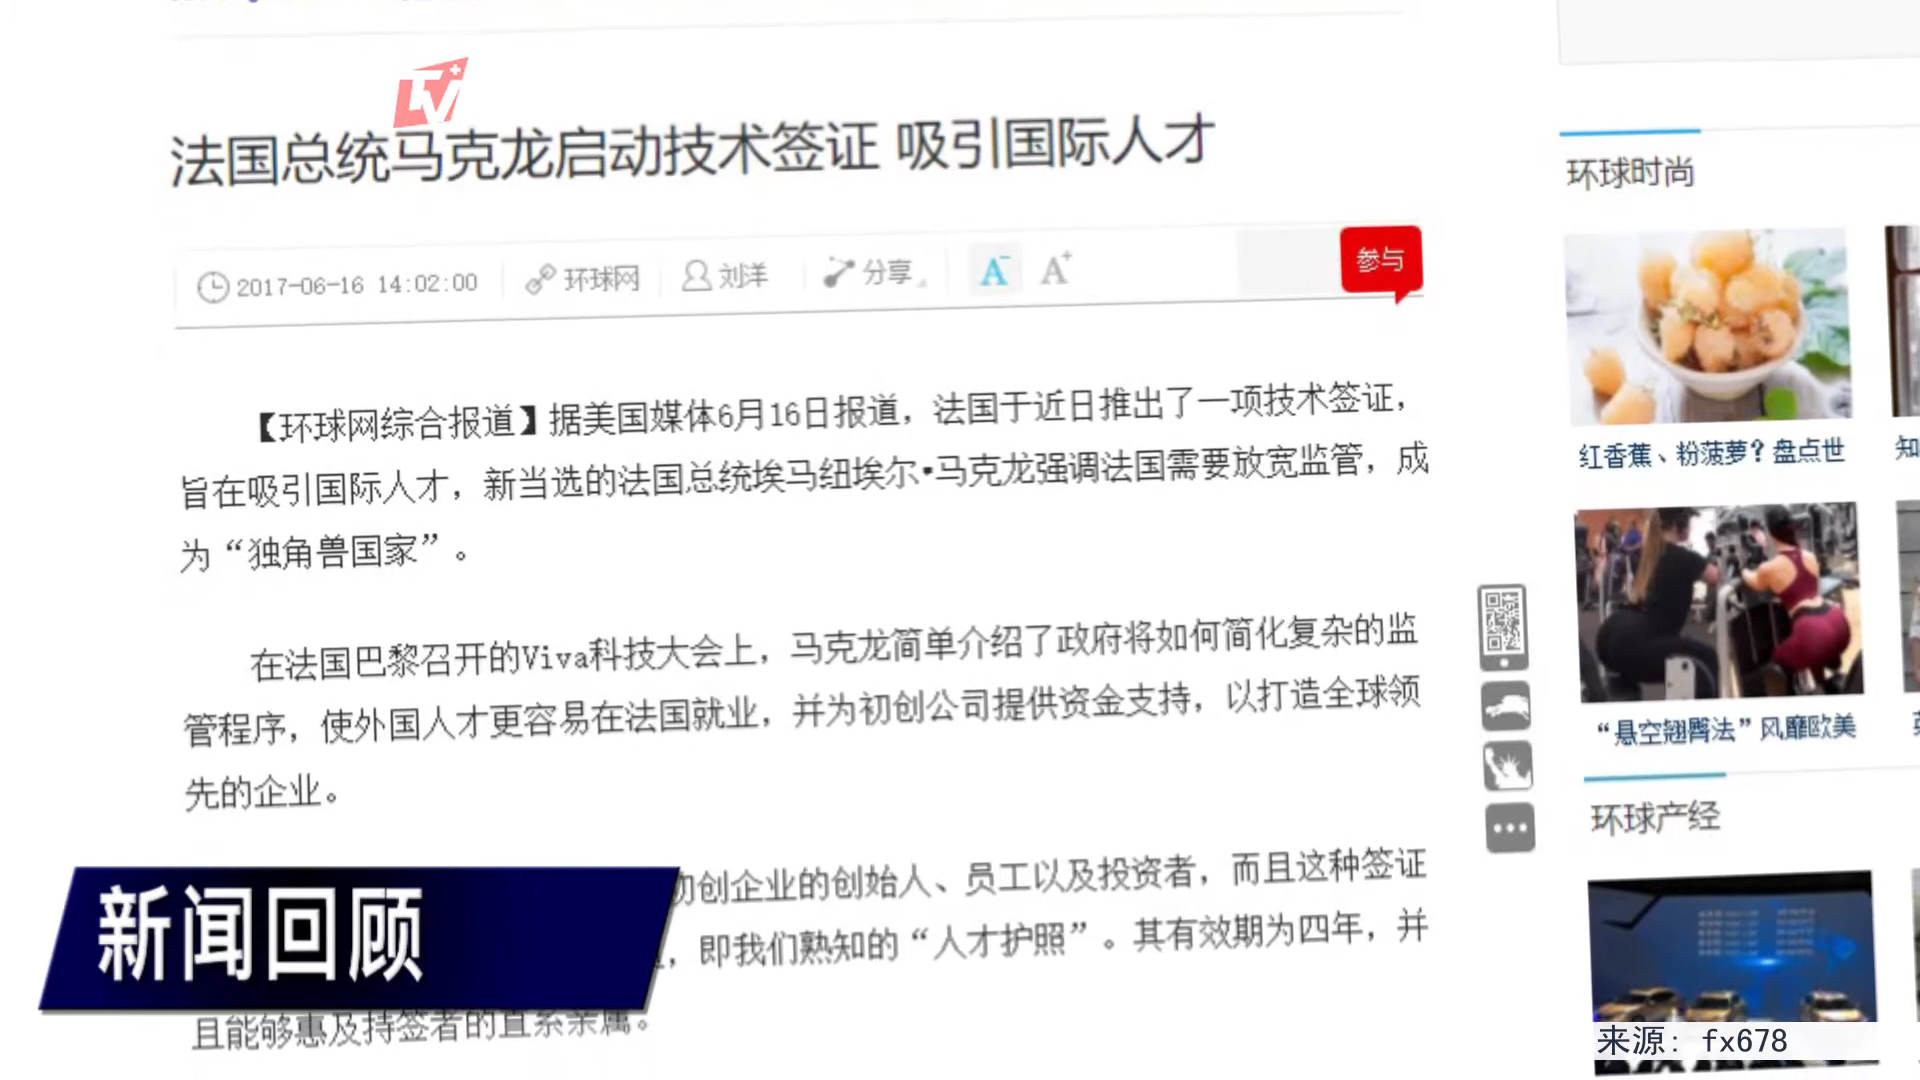 TV+
法国总统马克龙启动技术签证 吸引国际人才
2017-06-16 14:02:00 环球网 刘洋 分享 A- A+ 参与
【环球网综合报道】据美国媒体6月16日报道，法国于近日推出了一项技术签证，
旨在吸引国际人才，新当选的法国总统埃马纽埃尔·马克龙强调法国需要放宽监管，成
为“独角兽国家”。
在法国巴黎召开的Viva科技大会上，马克龙简单介绍了政府将如何简化复杂的监
管程序，使外国人才更容易在法国就业，并为初创公司提供资金支持，以打造全球领
先的企业。
创企业的创始人、员工以及投资者，而且这种签证
，即我们熟知的“人才护照”。其有效期为四年，并
且能够惠及持签者的直系亲属。
新闻回顾
环球时尚
红香蕉、粉菠萝？盘点世
知
“悬空翘臀法”风靡欧美
环球产经
来源：fx678